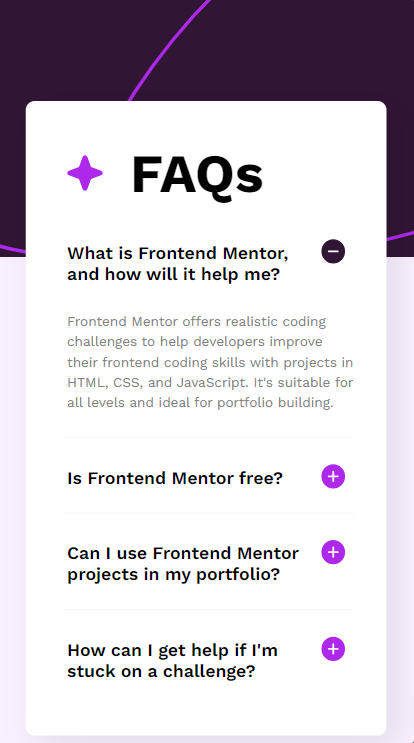 FAQs
What is Frontend Mentor,
and how will it help me?
Frontend Mentor offers realistic coding
challenges to help developers improve
their frontend coding skills with projects in
HTML, CSS, and JavaScript. It's suitable for
all levels and ideal for portfolio building.
Is Frontend Mentor free?
Can I use Frontend Mentor
projects in my portfolio?
How can I get help if I'm
stuck on a challenge?